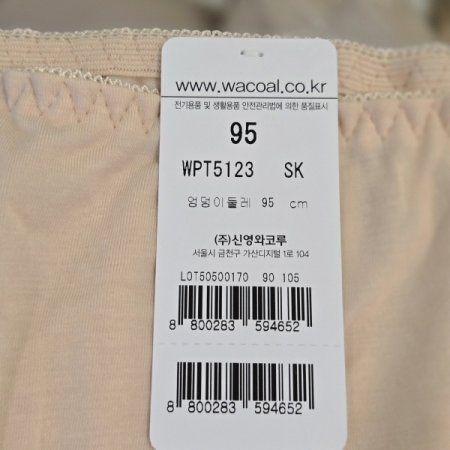 www.wacoal.co.kr
전기용품 및 생활용품 안전관리법에 의한 품질표시
95
WPT5123 SK
엉덩이둘레 95 cm
(주)신영와코루
서울시 금천구 가산디지털 1로 104
LOT50500170 90 105
8 800283 594652
8 800283 594652